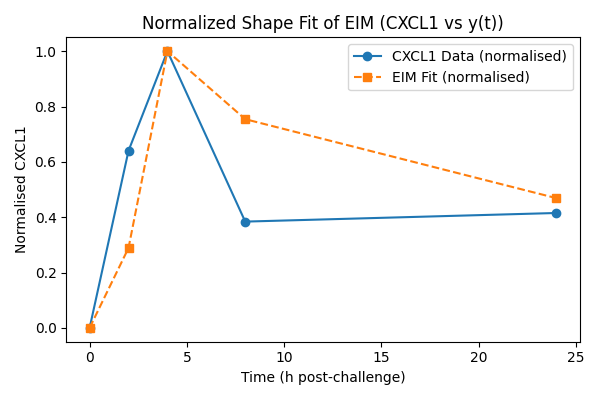 Normalized Shape Fit of EIM (CXCL1 vs y(t))
CXCL1 Data (normalised)
EIM Fit (normalised)
Normalised CXCL1
1.0
0.8
0.6
0.4
0.2
0.0
0 5 10 15 20 25
Time (h post-challenge)